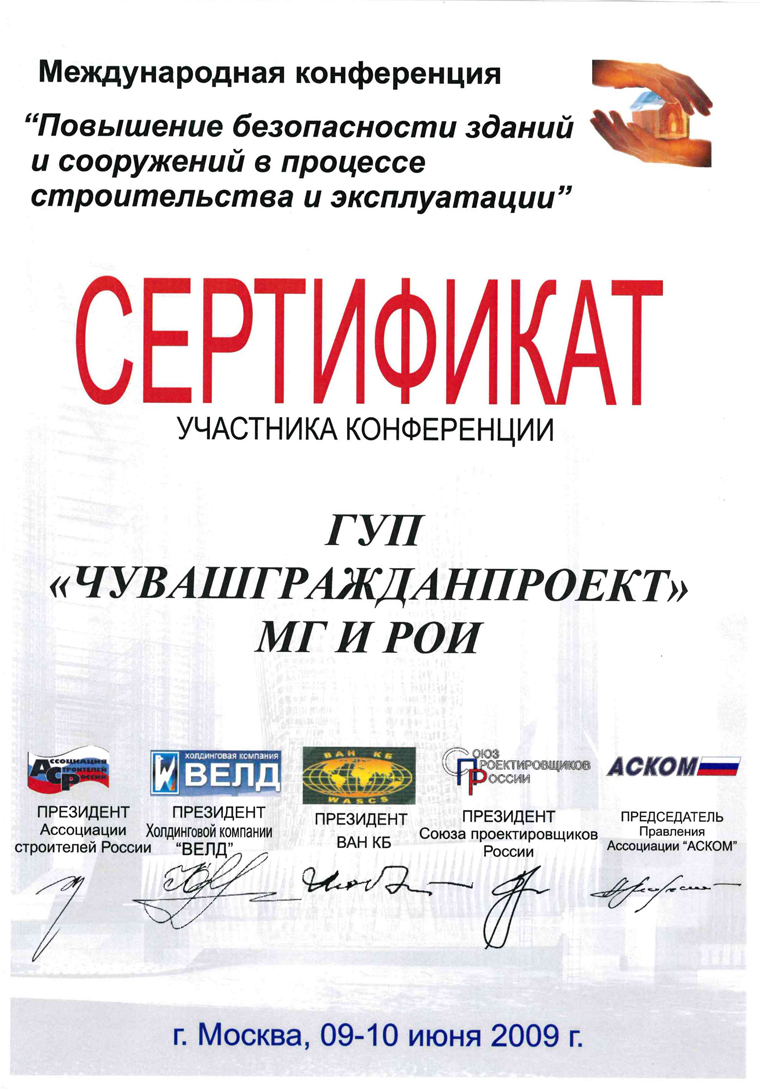 Международная конференция
“Повышение безопасности зданий
и сооружений в процессе
строительства и эксплуатации”
СЕРТИФИКАТ
УЧАСТНИКА КОНФЕРЕНЦИИ
ГУП
«ЧУВАШГРАЖДАНПРОЕКТ»
МГ И РОИ
Ассоциация
Строителей
России
ХОЛДИНГОВАЯ КОМПАНИЯ
ВЕЛД
ВАН КБ
WASCS
СОЮЗ
ПРОЕКТИРОВЩИКОВ
РОССИИ
АСКОМ
ПРЕЗИДЕНТ
Ассоциации
строителей России
ПРЕЗИДЕНТ
Холдинговой компании
“ВЕЛД”
ПРЕЗИДЕНТ
ВАН КБ
ПРЕЗИДЕНТ
Союза проектировщиков
России
ПРЕДСЕДАТЕЛЬ
Правления
Ассоциации “АСКОМ”
г. Москва, 09-10 июня 2009 г.